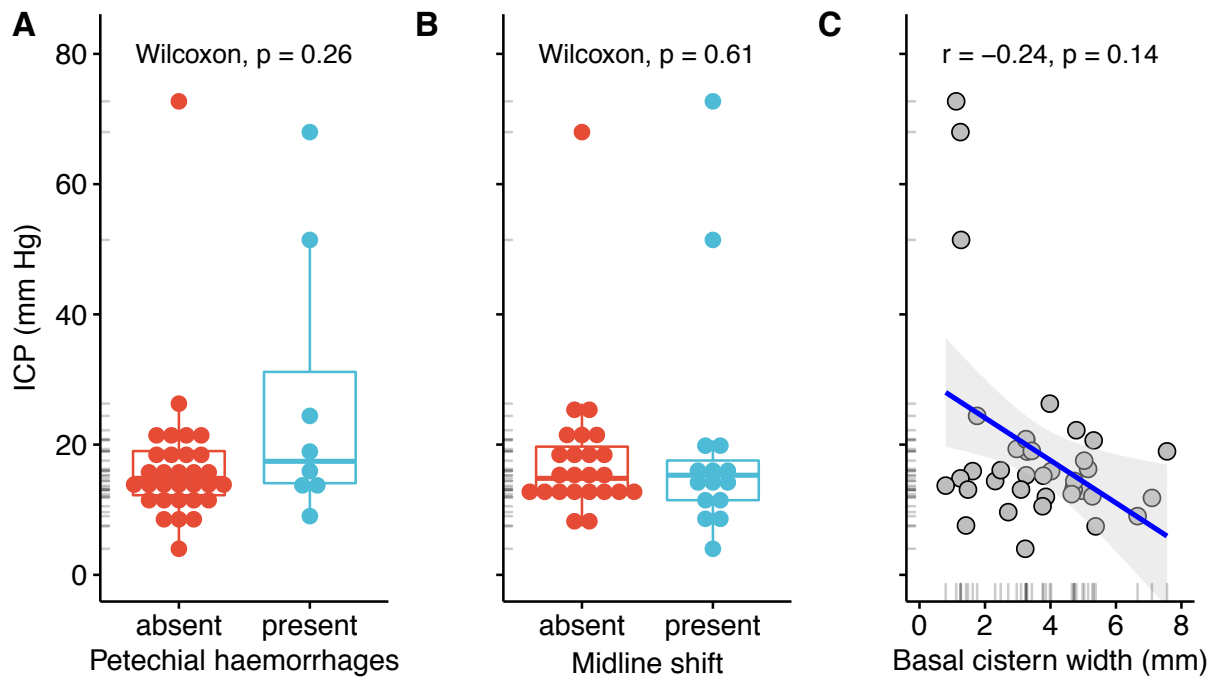 A
B
C
Wilcoxon, p = 0.26
Wilcoxon, p = 0.61
r = −0.24, p = 0.14
ICP (mm Hg)
80
60
40
20
0
absent present
Petechial haemorrhages
absent present
Midline shift
0 2 4 6 8
Basal cistern width (mm)